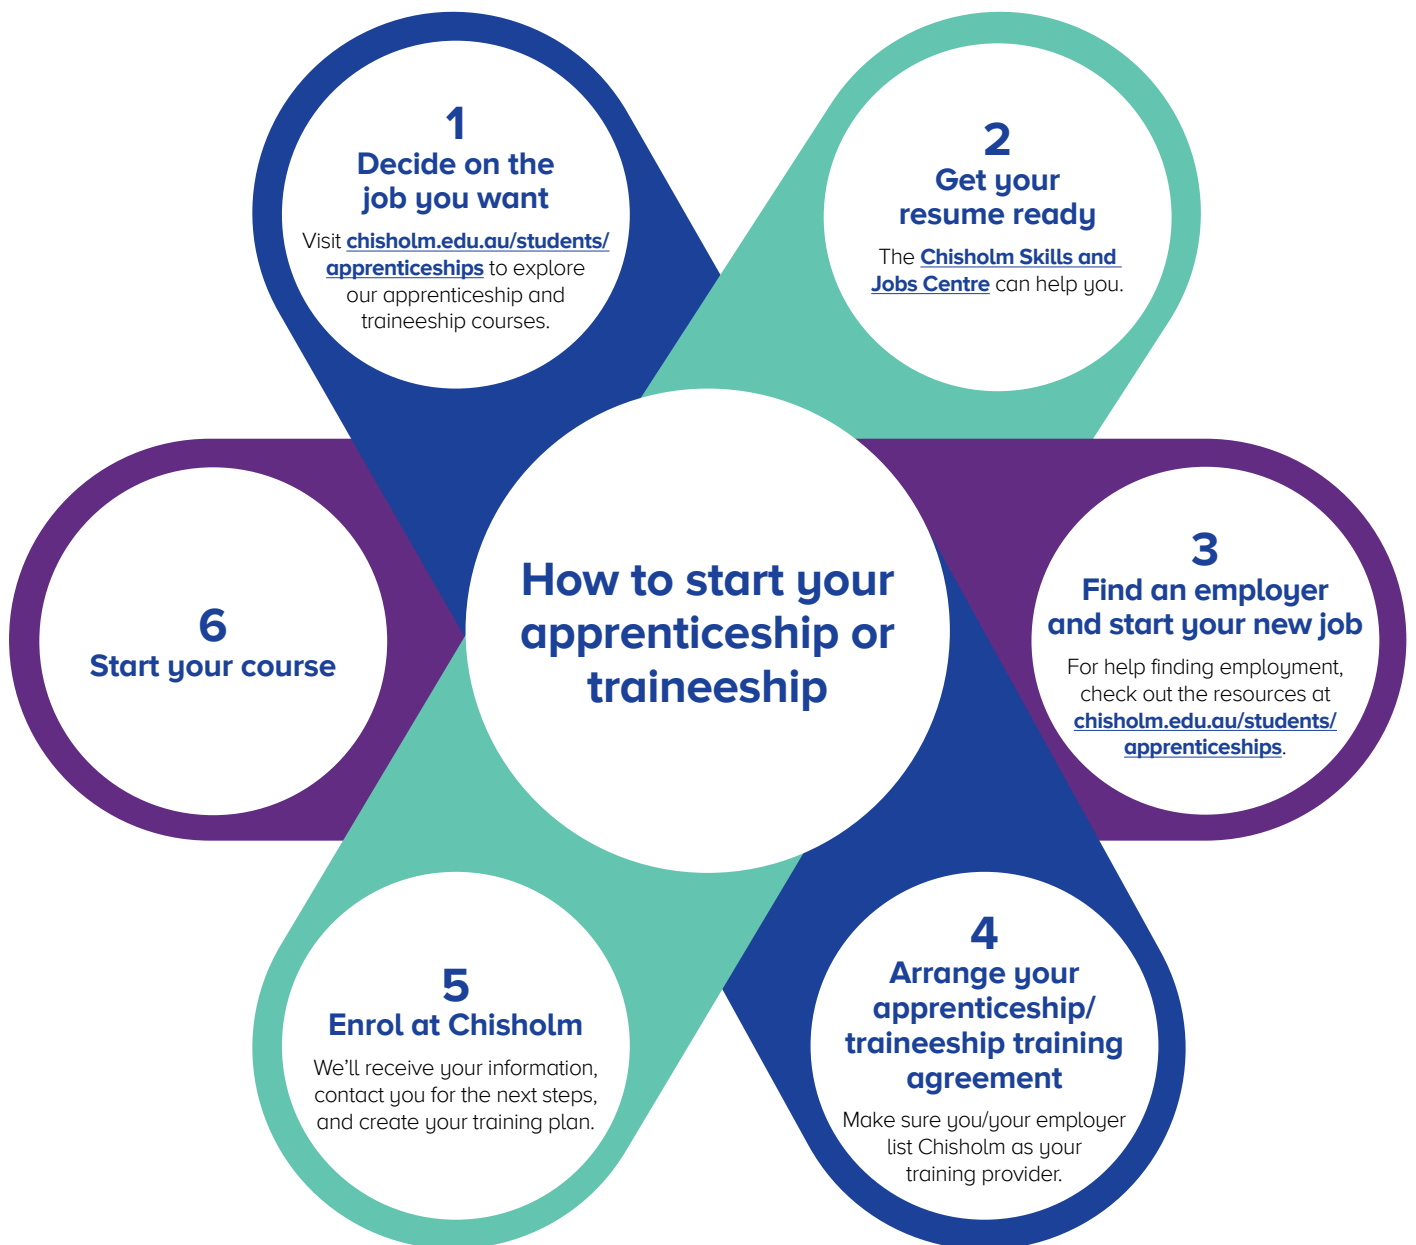 1
Decide on the
job you want
Visit chisholm.edu.au/students/
apprenticeships to explore
our apprenticeship and
traineeship courses.
2
Get your
resume ready
The Chisholm Skills and
Jobs Centre can help you.
3
Find an employer
and start your new job
For help finding employment,
check out the resources at
chisholm.edu.au/students/
apprenticeships.
4
Arrange your
apprenticeship/
traineeship training
agreement
Make sure you/your employer
list Chisholm as your
training provider.
5
Enrol at Chisholm
We’ll receive your information,
contact you for the next steps,
and create your training plan.
6
Start your course
How to start your
apprenticeship or
traineeship